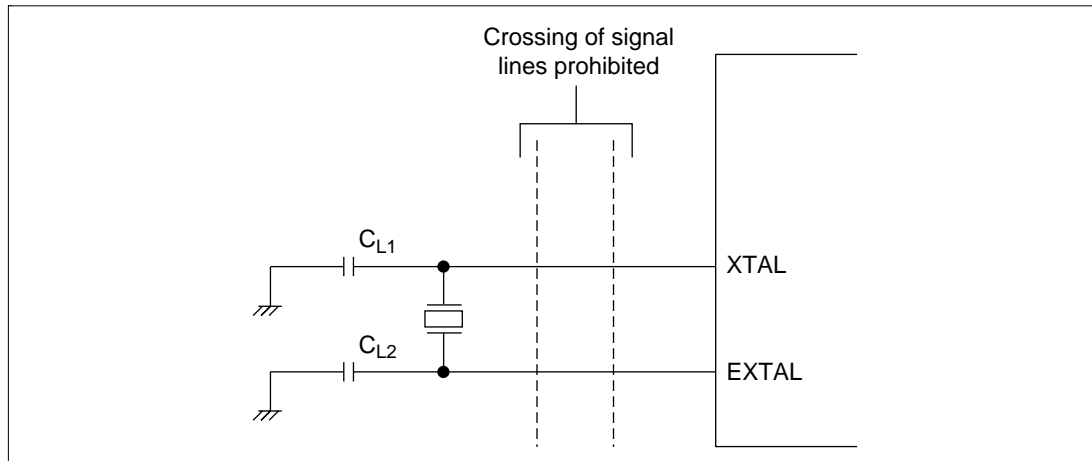 Crossing of signal
lines prohibited
CL1
XTAL
CL2
EXTAL